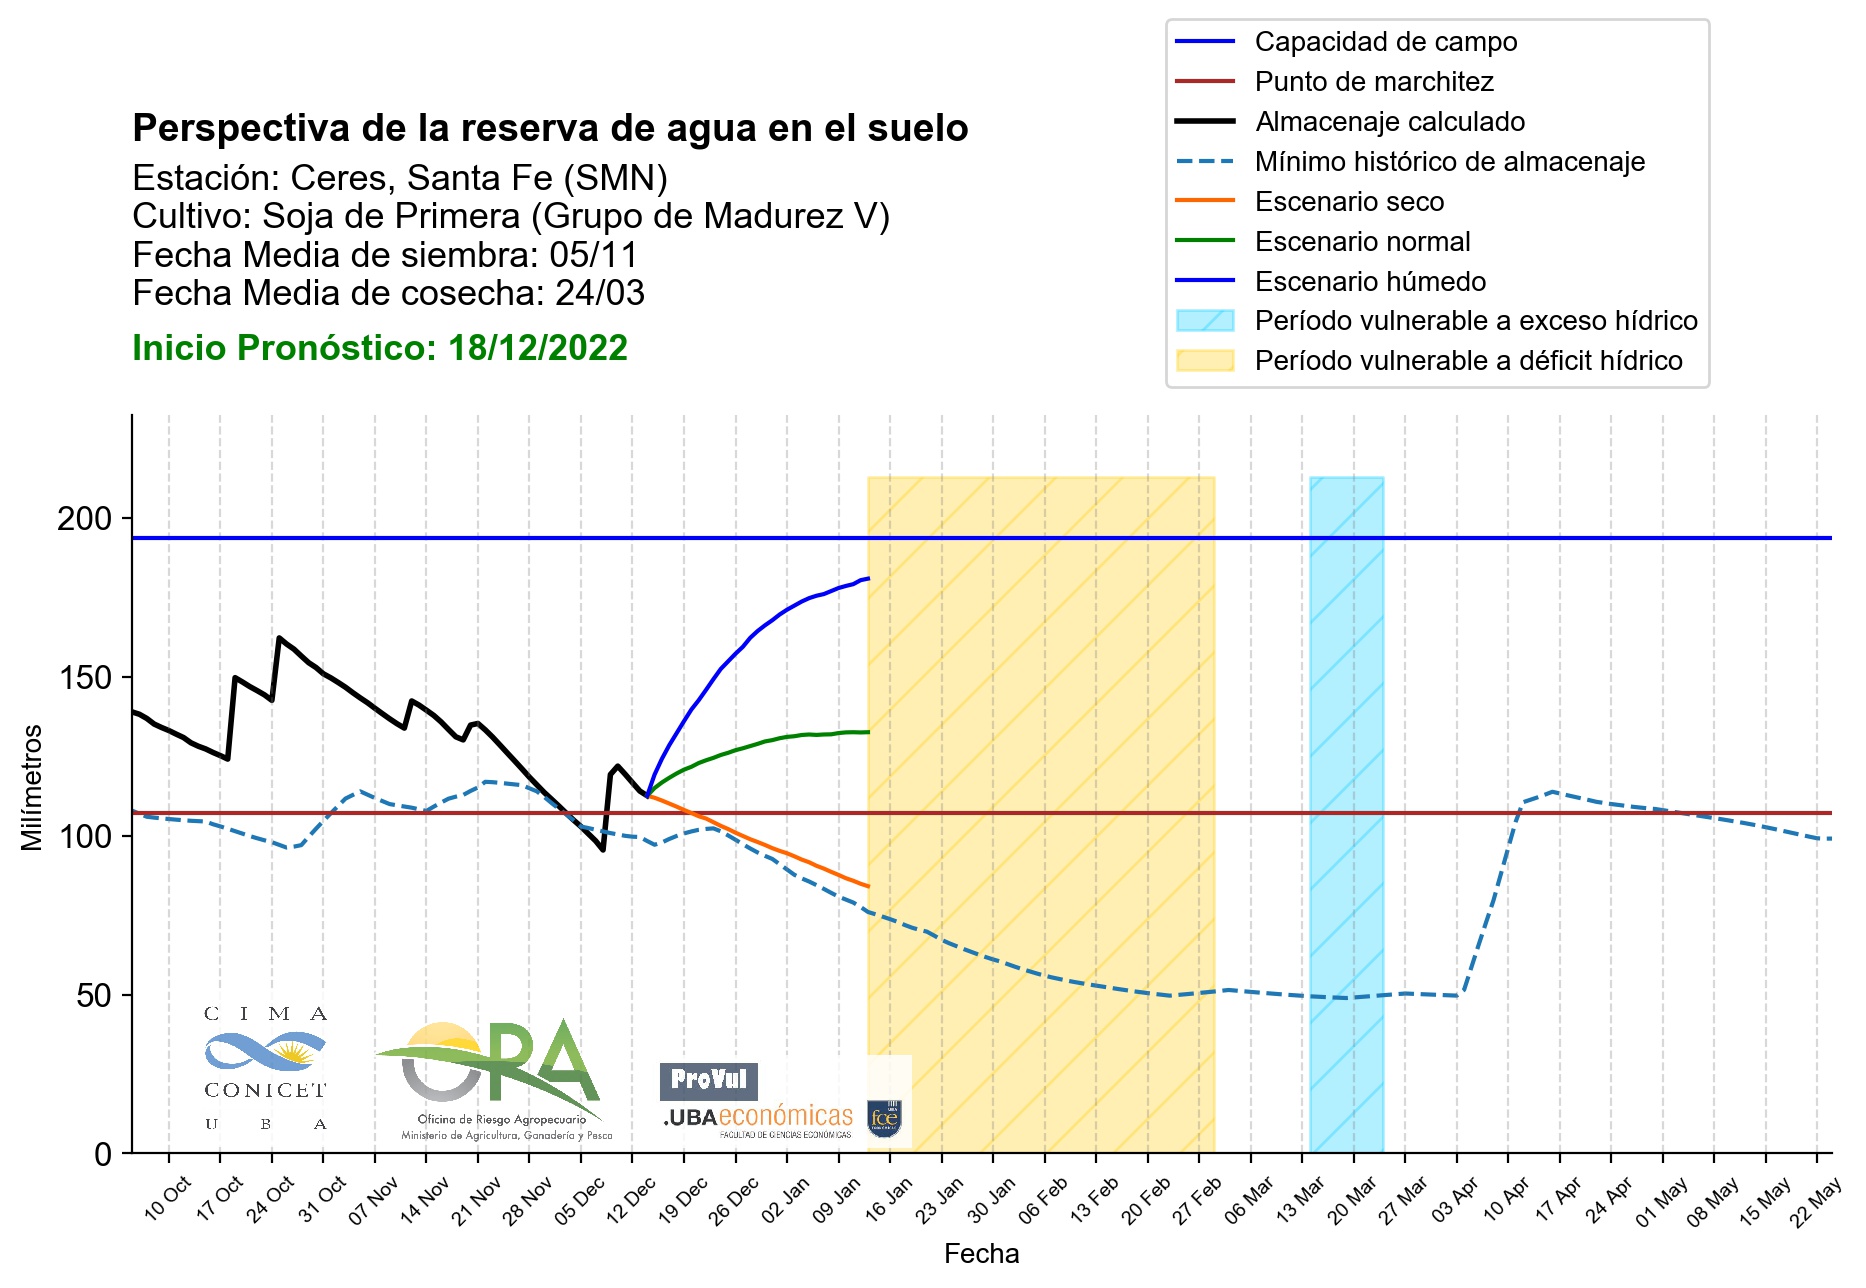 Capacidad de campo
Punto de marchitez
Almacenaje calculado
Mínimo histórico de almacenaje
Escenario seco
Escenario normal
Escenario húmedo
Período vulnerable a exceso hídrico
Período vulnerable a déficit hídrico
Perspectiva de la reserva de agua en el suelo
Estación: Ceres, Santa Fe (SMN)
Cultivo: Soja de Primera (Grupo de Madurez V)
Fecha Media de siembra: 05/11
Fecha Media de cosecha: 24/03
Inicio Pronóstico: 18/12/2022
Milímetros
200
150
100
50
0
CIMA
CONICET
UBA
ORA
Oficina de Riesgo Agropecuario
Ministerio de Agricultura, Ganadería y Pesca
ProVul
.UBAeconómicas
FACULTAD DE CIENCIAS ECONÓMICAS
fce
10 Oct
17 Oct
24 Oct
31 Oct
07 Nov
14 Nov
21 Nov
28 Nov
05 Dec
12 Dec
19 Dec
26 Dec
02 Jan
09 Jan
16 Jan
23 Jan
30 Jan
06 Feb
13 Feb
20 Feb
27 Feb
06 Mar
13 Mar
20 Mar
27 Mar
03 Apr
10 Apr
17 Apr
24 Apr
01 May
08 May
15 May
22 May
Fecha